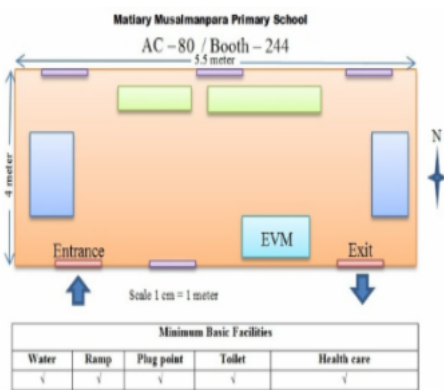 Matiary Musalmanpara Primary School
AC – 80 / Booth – 244
5.5 meter
4 meter
N
EVM
Entrance
Exit
Scale 1 cm = 1 meter
Minimum Basic Facilities
Water Ramp Plug point Toilet Health care
√ √ √ √ √